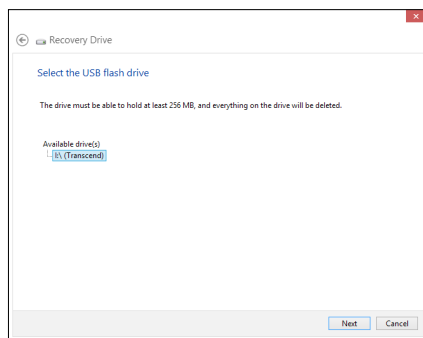 Recovery Drive
Select the USB flash drive
The drive must be able to hold at least 256 MB, and everything on the drive will be deleted.
Available drive(s)
I:\ (Transcend)
Next Cancel